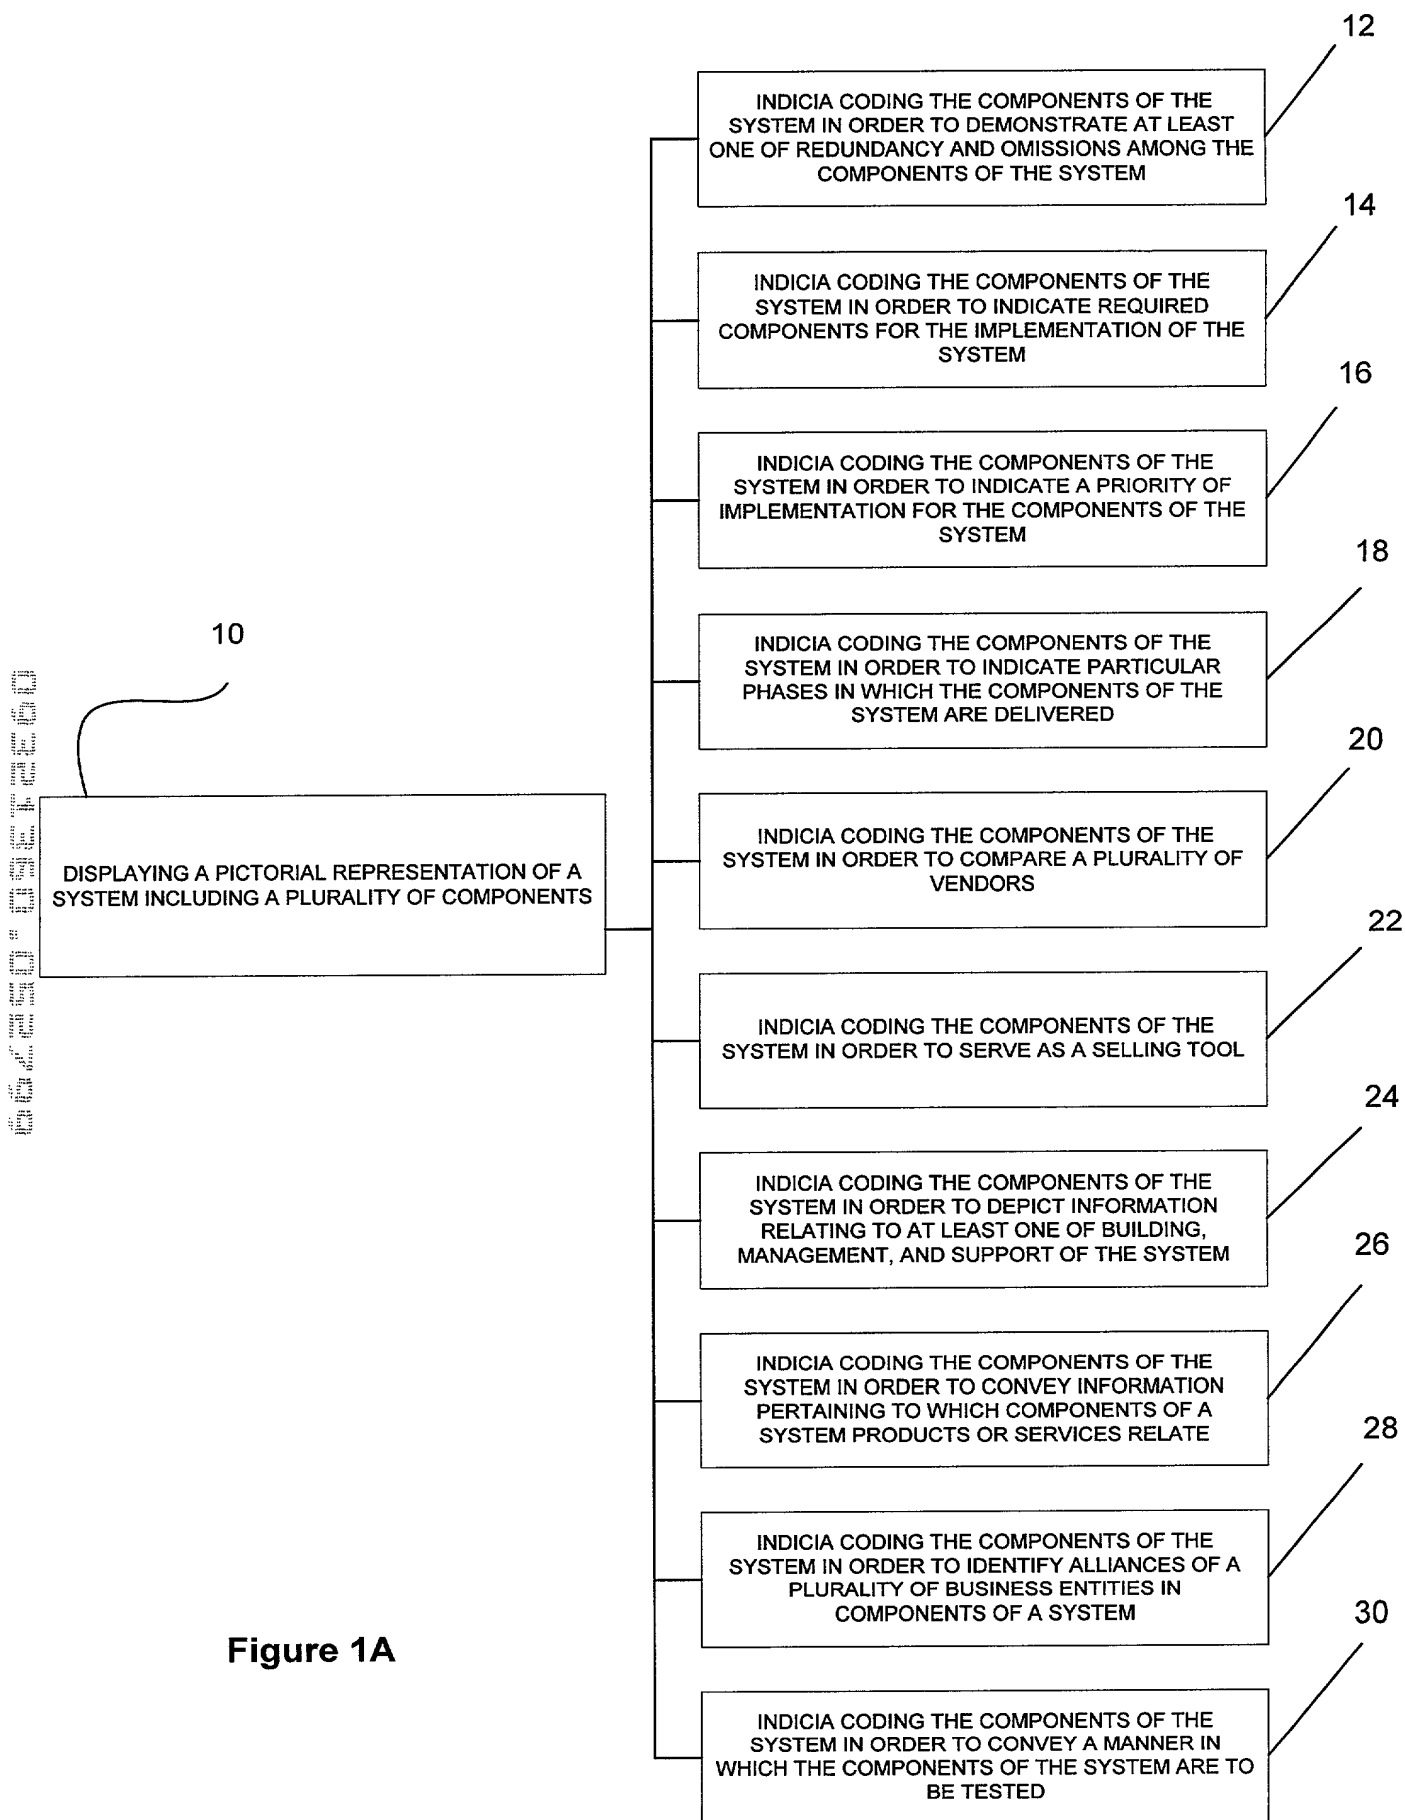 12
INDICIA CODING THE COMPONENTS OF THE
SYSTEM IN ORDER TO DEMONSTRATE AT LEAST
ONE OF REDUNDANCY AND OMISSIONS AMONG THE
COMPONENTS OF THE SYSTEM
14
INDICIA CODING THE COMPONENTS OF THE
SYSTEM IN ORDER TO INDICATE REQUIRED
COMPONENTS FOR THE IMPLEMENTATION OF THE
SYSTEM
16
INDICIA CODING THE COMPONENTS OF THE
SYSTEM IN ORDER TO INDICATE A PRIORITY OF
IMPLEMENTATION FOR THE COMPONENTS OF THE
SYSTEM
18
INDICIA CODING THE COMPONENTS OF THE
SYSTEM IN ORDER TO INDICATE PARTICULAR
PHASES IN WHICH THE COMPONENTS OF THE
SYSTEM ARE DELIVERED
10
DISPLAYING A PICTORIAL REPRESENTATION OF A
SYSTEM INCLUDING A PLURALITY OF COMPONENTS
20
INDICIA CODING THE COMPONENTS OF THE
SYSTEM IN ORDER TO COMPARE A PLURALITY OF
VENDORS
22
INDICIA CODING THE COMPONENTS OF THE
SYSTEM IN ORDER TO SERVE AS A SELLING TOOL
24
INDICIA CODING THE COMPONENTS OF THE
SYSTEM IN ORDER TO DEPICT INFORMATION
RELATING TO AT LEAST ONE OF BUILDING,
MANAGEMENT, AND SUPPORT OF THE SYSTEM
26
INDICIA CODING THE COMPONENTS OF THE
SYSTEM IN ORDER TO CONVEY INFORMATION
PERTAINING TO WHICH COMPONENTS OF A
SYSTEM PRODUCTS OR SERVICES RELATE
28
INDICIA CODING THE COMPONENTS OF THE
SYSTEM IN ORDER TO IDENTIFY ALLIANCES OF A
PLURALITY OF BUSINESS ENTITIES IN
COMPONENTS OF A SYSTEM
30
INDICIA CODING THE COMPONENTS OF THE
SYSTEM IN ORDER TO CONVEY A MANNER IN
WHICH THE COMPONENTS OF THE SYSTEM ARE TO
BE TESTED
Figure 1A